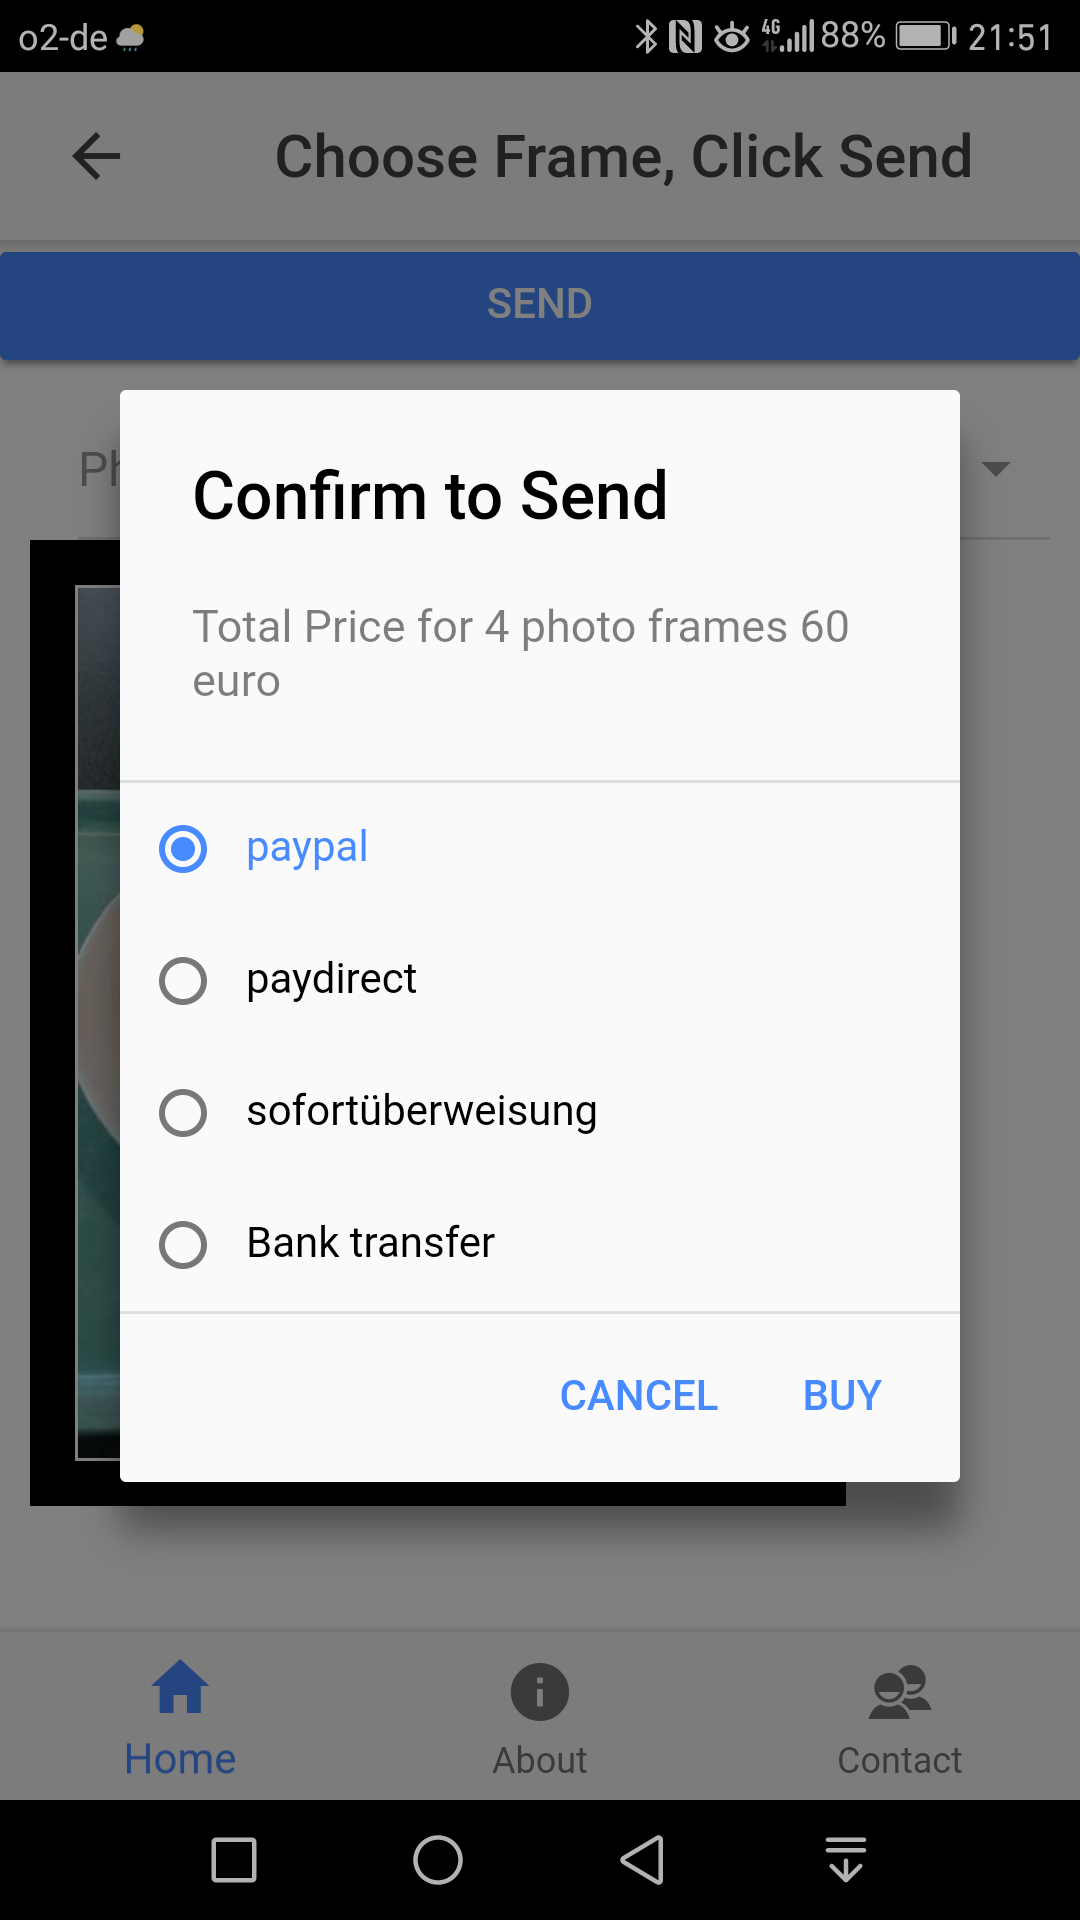 o2-de 4G 88% 21:51
Choose Frame, Click Send
SEND
Ph
Confirm to Send
Total Price for 4 photo frames 60
euro
paypal
paydirect
sofortüberweisung
Bank transfer
CANCEL BUY
Home About Contact